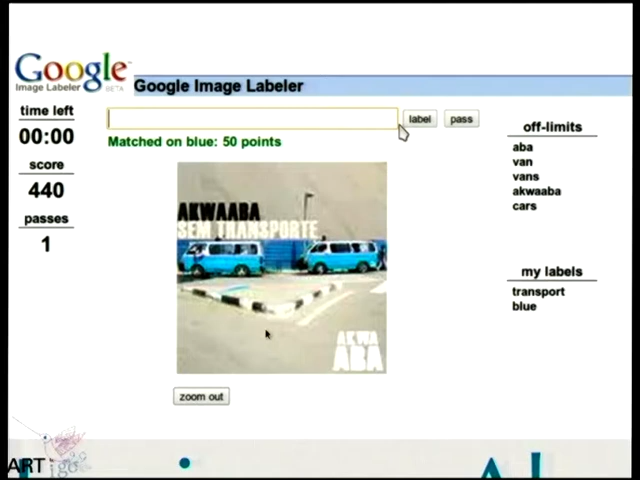 Google
Image Labeler BETA
Google Image Labeler
time left
00:00
score
440
passes
1
label
pass
Matched on blue: 50 points
off-limits
aba
van
vans
akwaaba
cars
my labels
transport
blue
AKWAABA
SEM TRANSPORTE
AKWA
ABA
zoom out
ART
igo